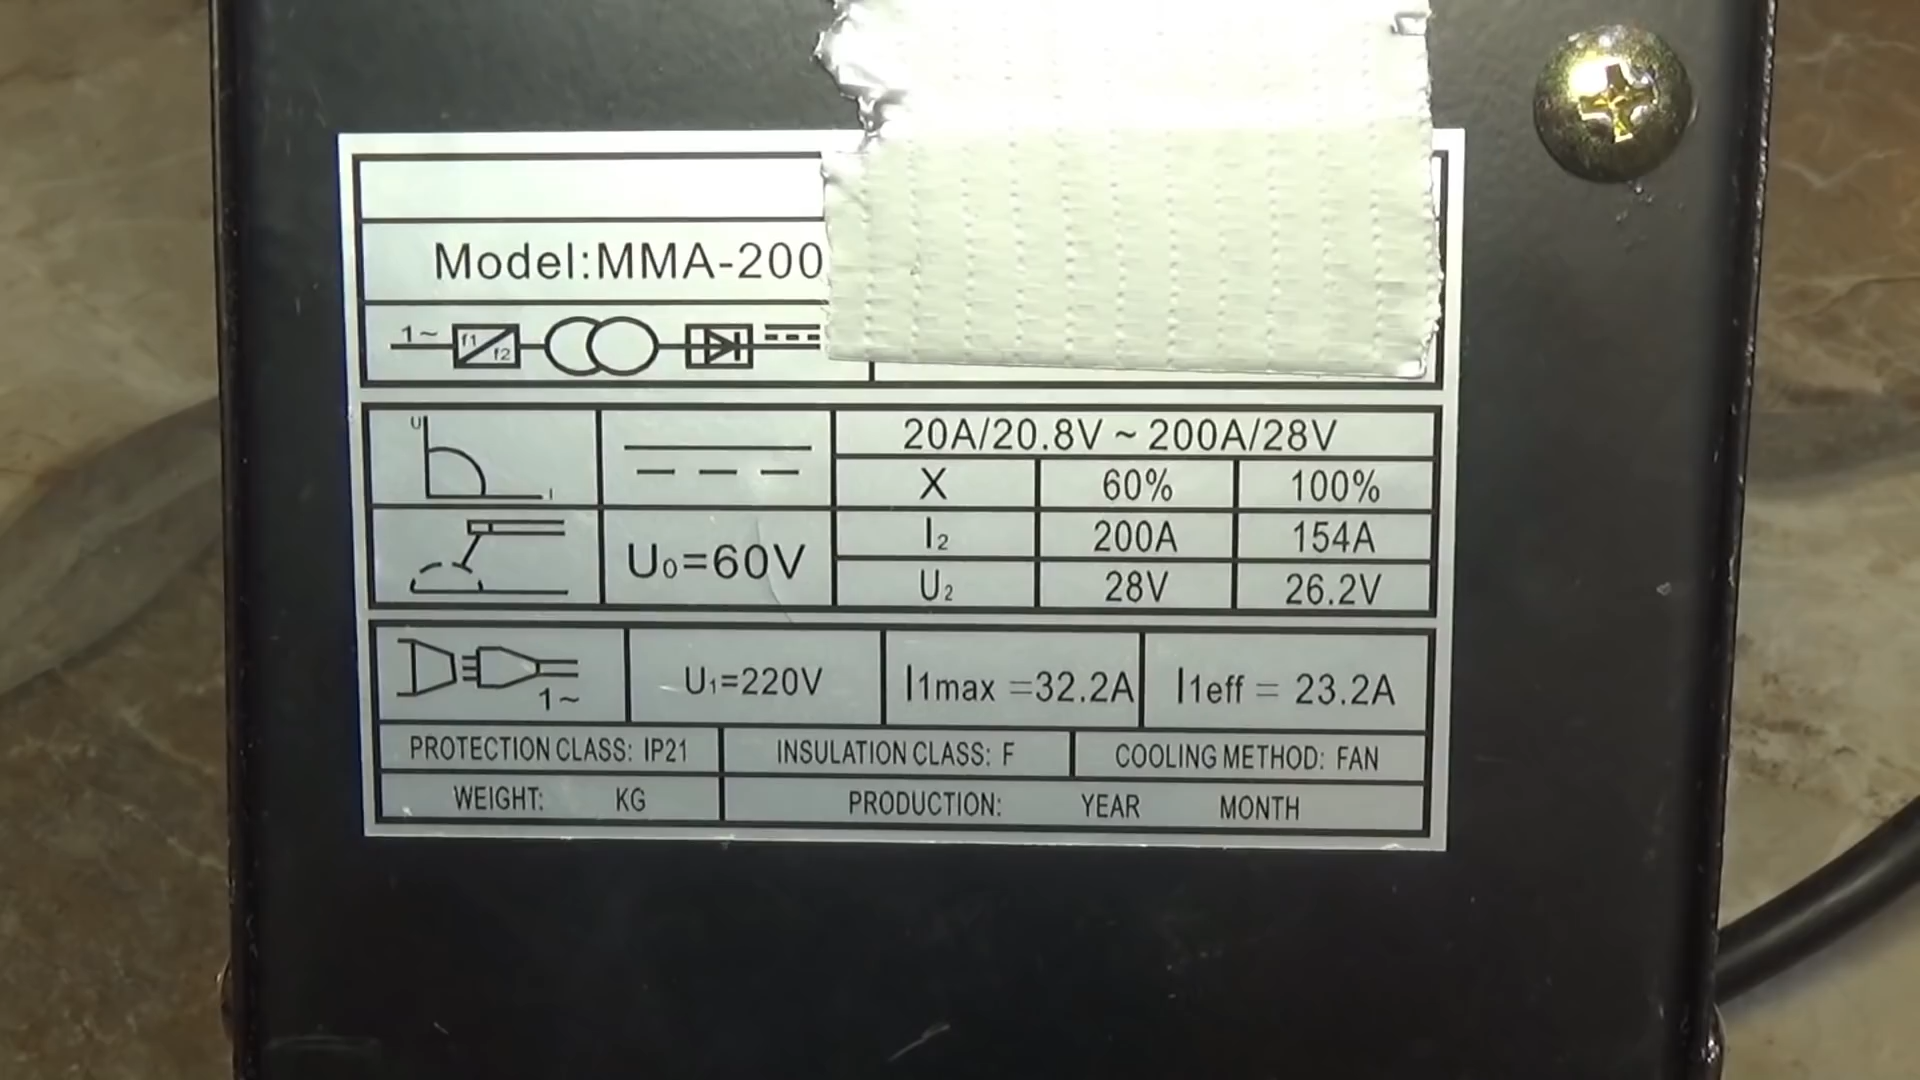 Model:MMA-200
1~ f1 f2
U I
20A/20.8V ~ 200A/28V
X 60% 100%
U₀=60V
I₂ 200A 154A
U₂ 28V 26.2V
1~
U₁=220V I1max =32.2A I1eff = 23.2A
PROTECTION CLASS: IP21 INSULATION CLASS: F COOLING METHOD: FAN
WEIGHT: KG PRODUCTION: YEAR MONTH